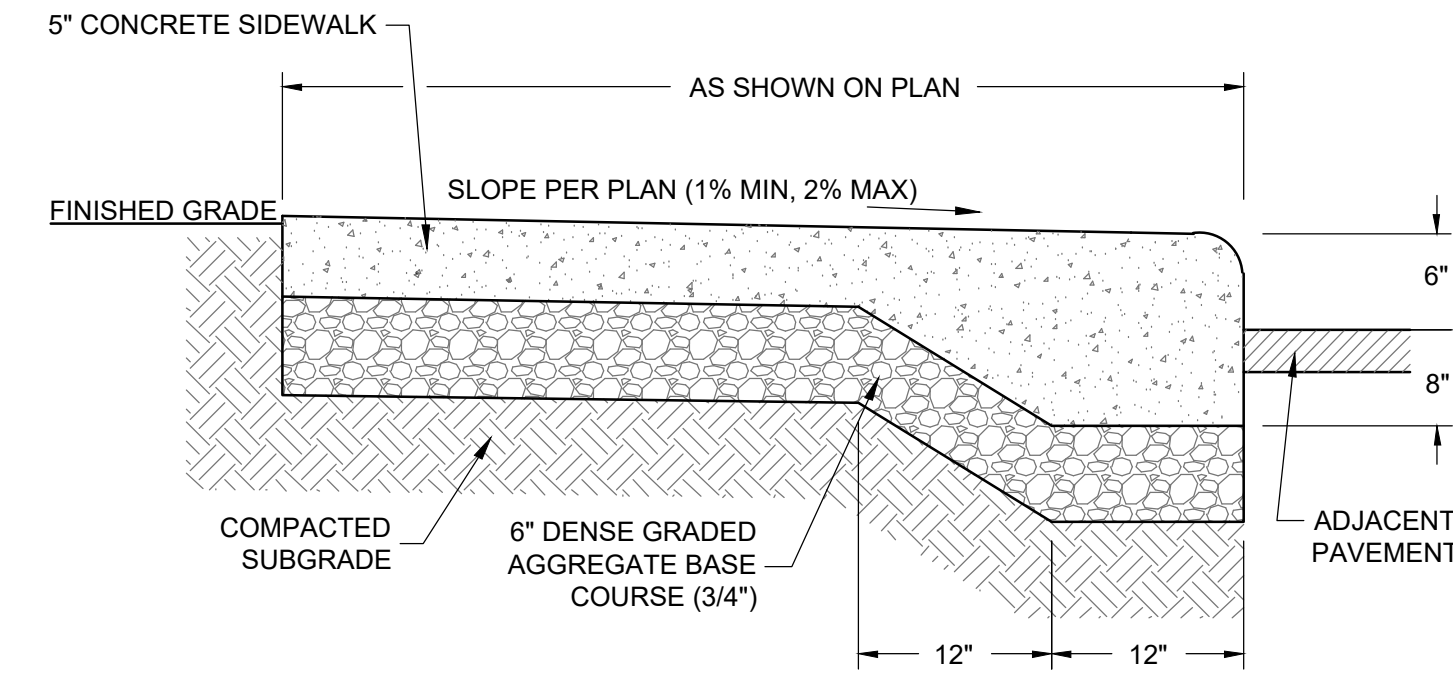 5" CONCRETE SIDEWALK
AS SHOWN ON PLAN
SLOPE PER PLAN (1% MIN, 2% MAX)
FINISHED GRADE
6"
8"
COMPACTED
SUBGRADE
6" DENSE GRADED
AGGREGATE BASE
COURSE (3/4")
ADJACENT
PAVEMENT
12"
12"